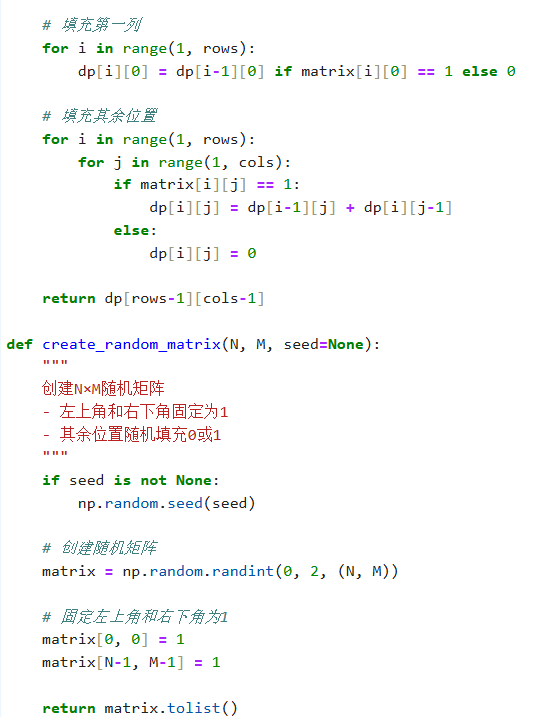 # 填充第一列
    for i in range(1, rows):
        dp[i][0] = dp[i-1][0] if matrix[i][0] == 1 else 0

    # 填充其余位置
    for i in range(1, rows):
        for j in range(1, cols):
            if matrix[i][j] == 1:
                dp[i][j] = dp[i-1][j] + dp[i][j-1]
            else:
                dp[i][j] = 0

    return dp[rows-1][cols-1]

def create_random_matrix(N, M, seed=None):
    """
    创建N×M随机矩阵
    - 左上角和右下角固定为1
    - 其余位置随机填充0或1
    """
    if seed is not None:
        np.random.seed(seed)

    # 创建随机矩阵
    matrix = np.random.randint(0, 2, (N, M))

    # 固定左上角和右下角为1
    matrix[0, 0] = 1
    matrix[N-1, M-1] = 1

    return matrix.tolist()